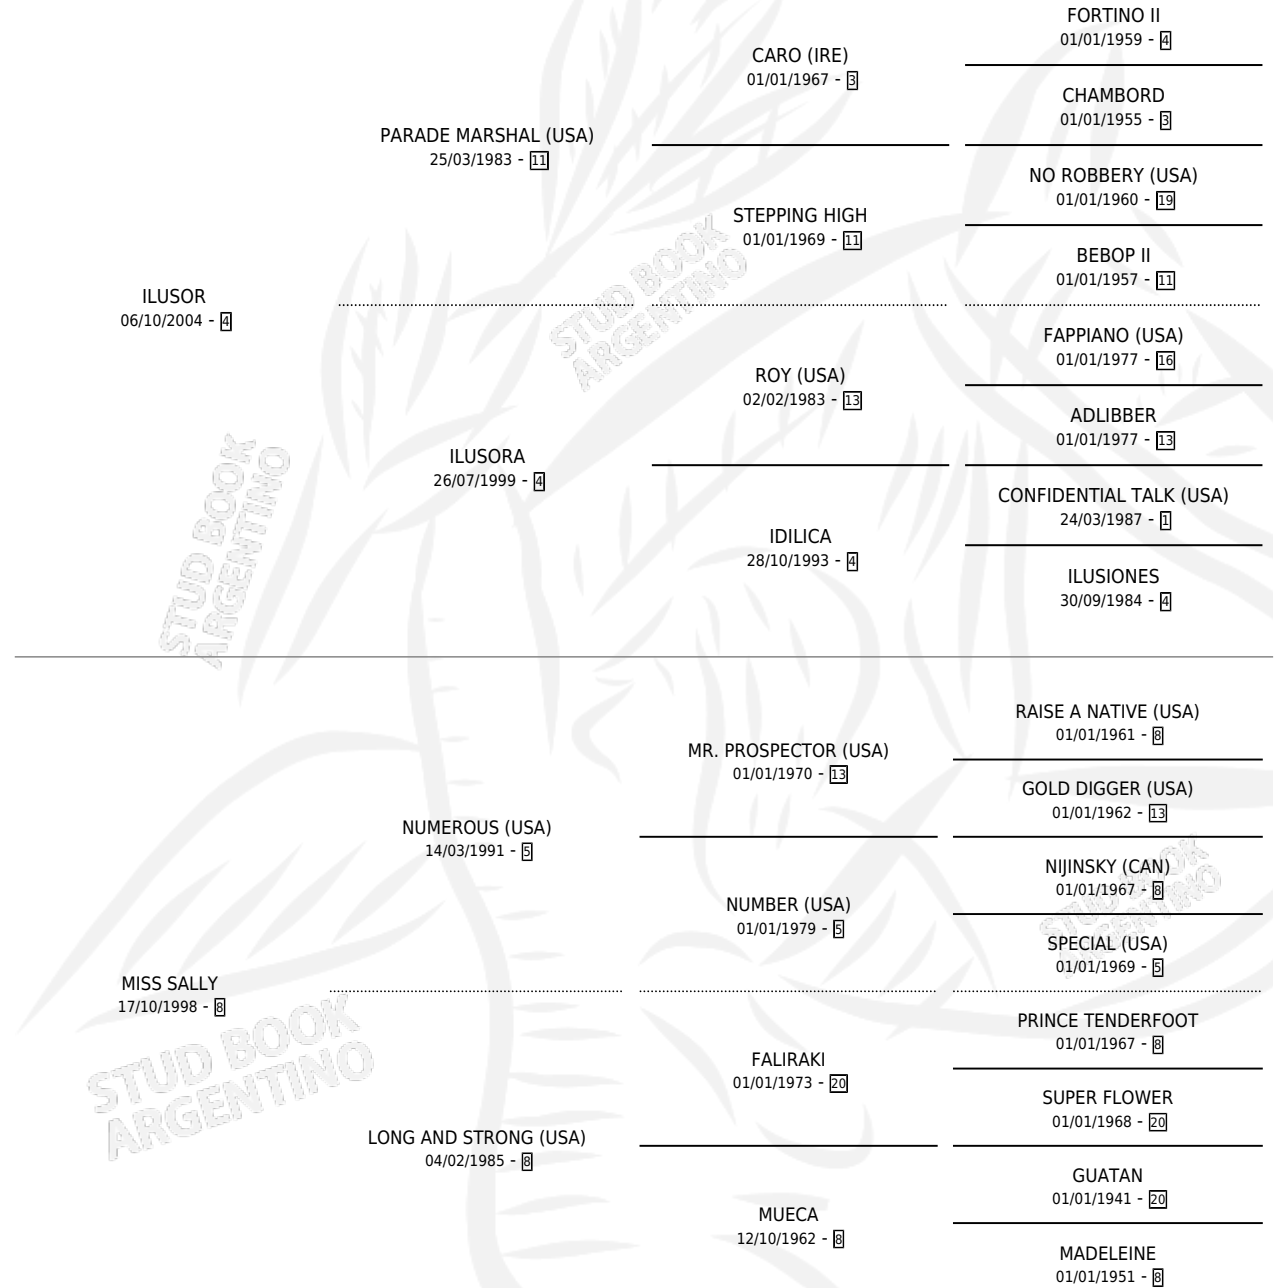 FORTINO II
01/01/1959 - 4
CARO (IRE)
01/01/1967 - 3
CHAMBORD
01/01/1955 - 3
PARADE MARSHAL (USA)
25/03/1983 - 11
NO ROBBERY (USA)
01/01/1960 - 19
STEPPING HIGH
01/01/1969 - 11
BEBOP II
01/01/1957 - 11
ILUSOR
06/10/2004 - 4
STUD BOOK
ARGENTINO
FAPPIANO (USA)
01/01/1977 - 16
ROY (USA)
02/02/1983 - 13
ADLIBBER
01/01/1977 - 13
ILUSORA
26/07/1999 - 4
CONFIDENTIAL TALK (USA)
24/03/1987 - 1
IDILICA
28/10/1993 - 4
ILUSIONES
30/09/1984 - 4
STUD BOOK
ARGENTINO
RAISE A NATIVE (USA)
01/01/1961 - 8
MR. PROSPECTOR (USA)
01/01/1970 - 13
GOLD DIGGER (USA)
01/01/1962 - 13
NUMEROUS (USA)
14/03/1991 - 5
NIJINSKY (CAN)
01/01/1967 - 8
NUMBER (USA)
01/01/1979 - 5
SPECIAL (USA)
01/01/1969 - 5
STUD BOOK
ARGENTINO
MISS SALLY
17/10/1998 - 8
PRINCE TENDERFOOT
01/01/1967 - 8
FALIRAKI
01/01/1973 - 20
SUPER FLOWER
01/01/1968 - 20
STUD BOOK
ARGENTINO
LONG AND STRONG (USA)
04/02/1985 - 8
GUATAN
01/01/1941 - 20
MUECA
12/10/1962 - 8
MADELEINE
01/01/1951 - 8